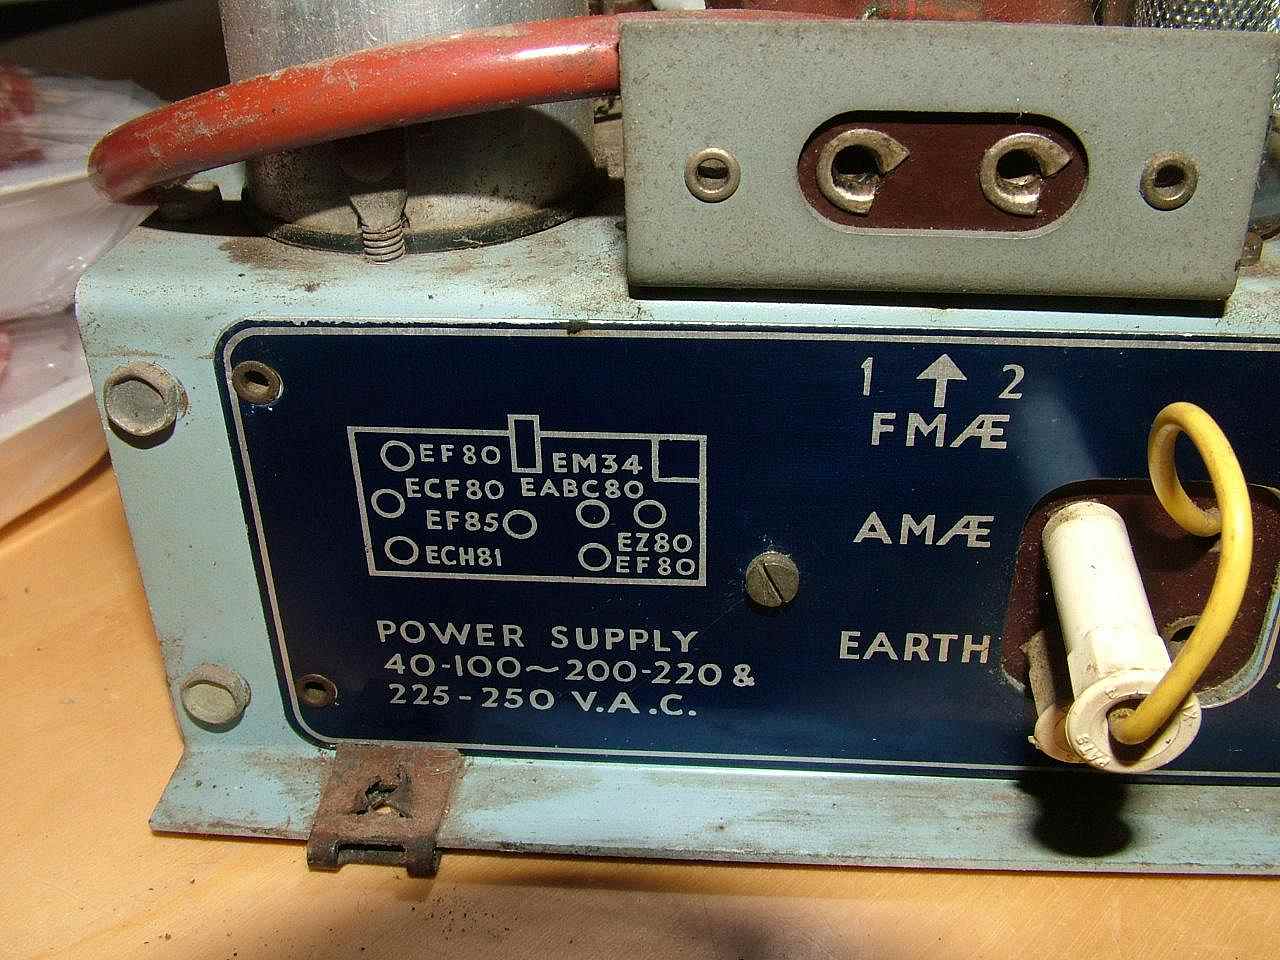 1 2
FMÆ
EF80
EM34
ECF80 EABC80
EF85
EZ80
ECH81
EF80
AMÆ
EARTH
POWER SUPPLY
40-100~200-220 &
225-250 V.A.C.